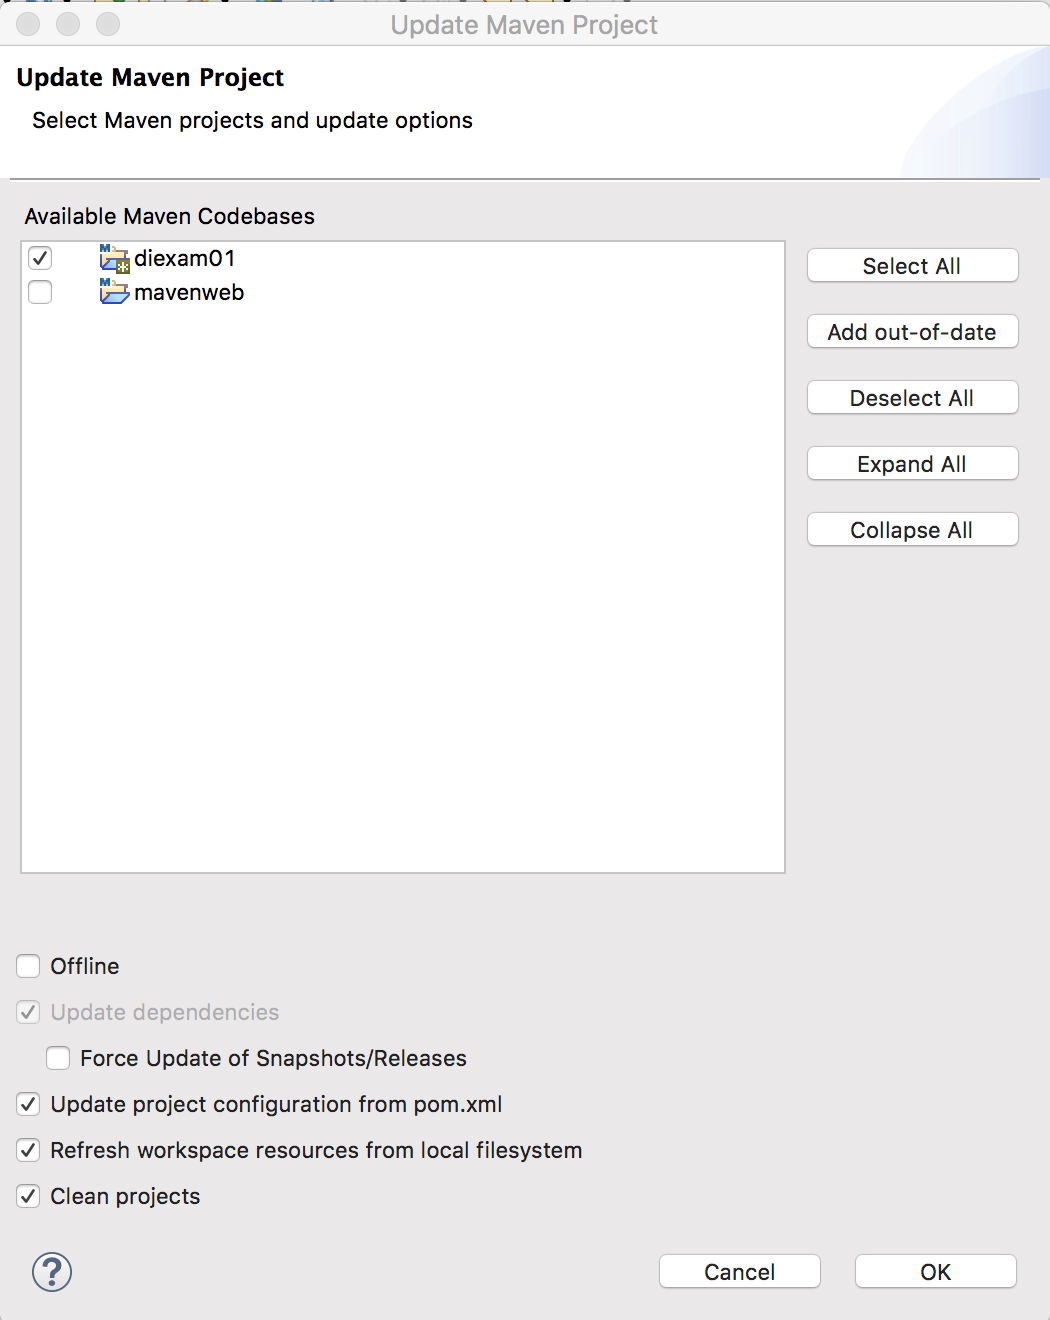 Update Maven Project
Update Maven Project
Select Maven projects and update options
Available Maven Codebases
diexam01
mavenweb
Select All
Add out-of-date
Deselect All
Expand All
Collapse All
Offline
Update dependencies
Force Update of Snapshots/Releases
Update project configuration from pom.xml
Refresh workspace resources from local filesystem
Clean projects
? Cancel OK